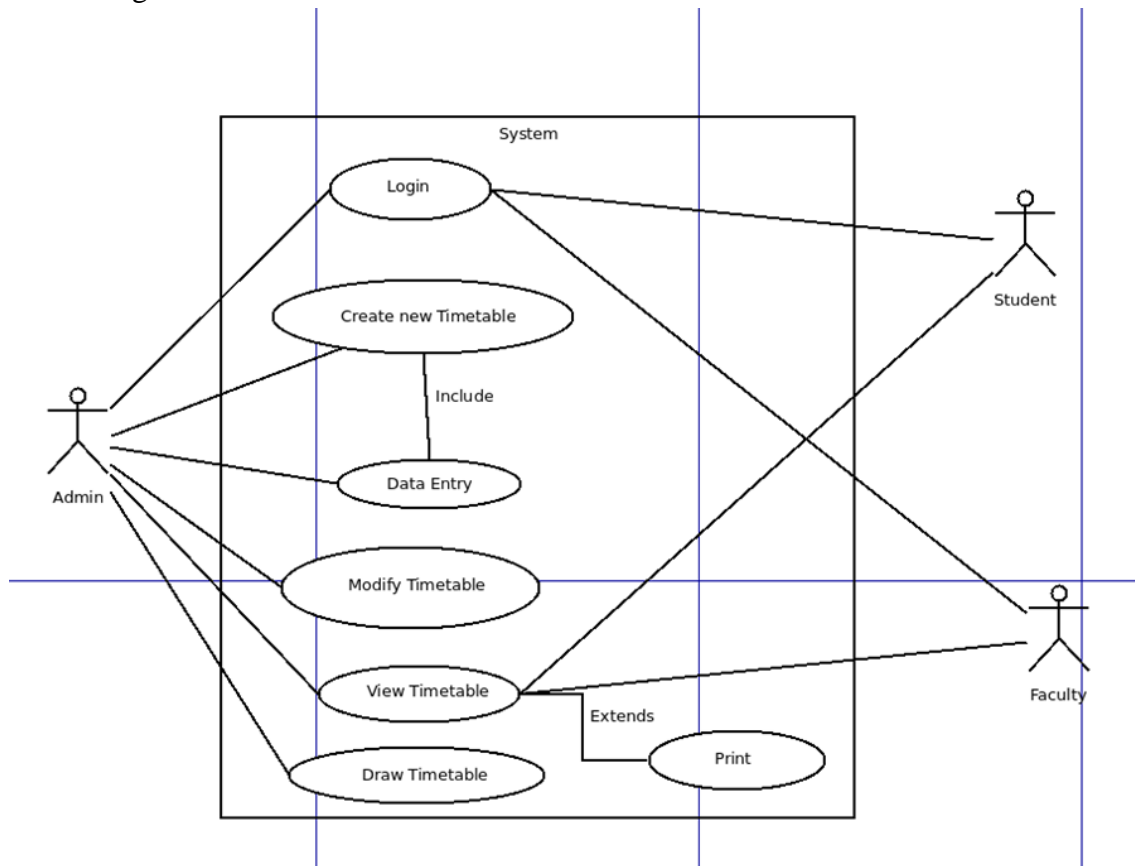 System
Login
Create new Timetable
Student
Include
Data Entry
Admin
Modify Timetable
View Timetable
Faculty
Extends
Print
Draw Timetable